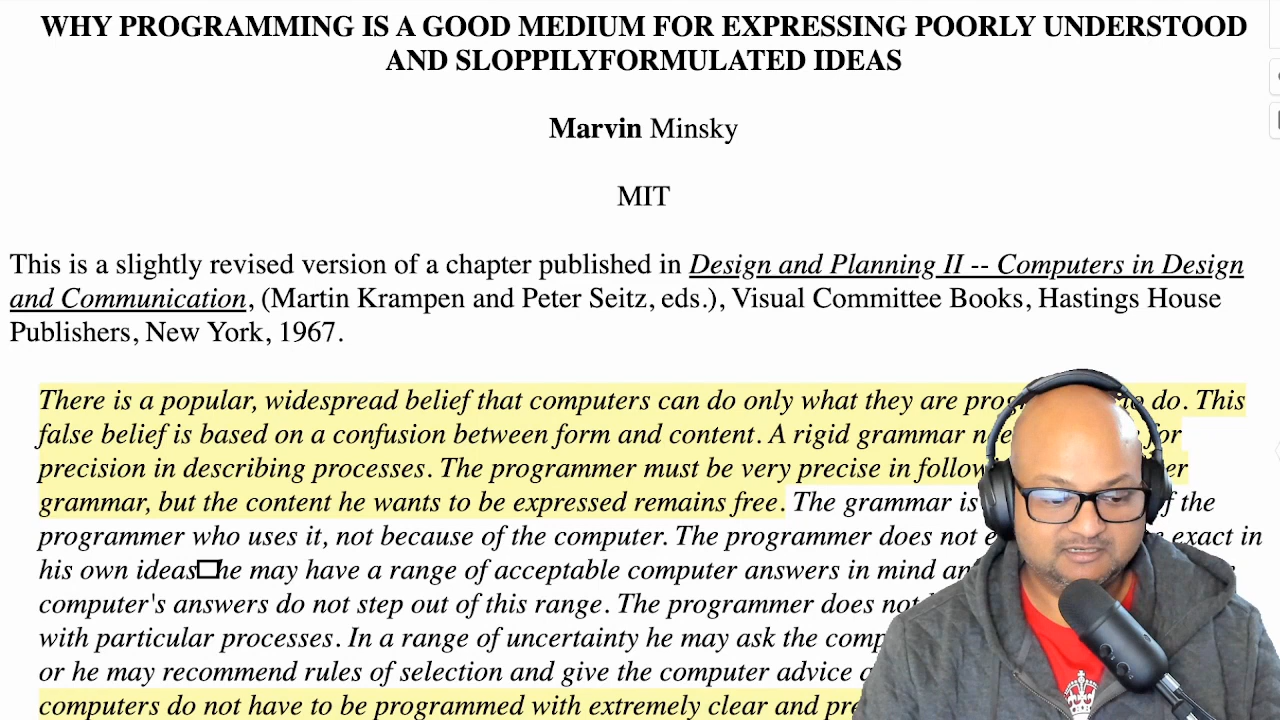 WHY PROGRAMMING IS A GOOD MEDIUM FOR EXPRESSING POORLY UNDERSTOOD
AND SLOPPILYFORMULATED IDEAS
Marvin Minsky
MIT
This is a slightly revised version of a chapter published in Design and Planning II -- Computers in Design
and Communication, (Martin Krampen and Peter Seitz, eds.), Visual Committee Books, Hastings House
Publishers, New York, 1967.
There is a popular, widespread belief that computers can do only what they are do. This
false belief is based on a confusion between form and content. A rigid grammar for
precision in describing processes. The programmer must be very precise in
grammar, but the content he wants to be expressed remains free. The grammar is of the
programmer who uses it, not because of the computer. The programmer does not exact in
his own ideas he may have a range of acceptable computer answers in mind
computer's answers do not step out of this range. The programmer does not
with particular processes. In a range of uncertainty he may ask the
or he may recommend rules of selection and give the computer advice
computers do not have to be programmed with extremely clear and